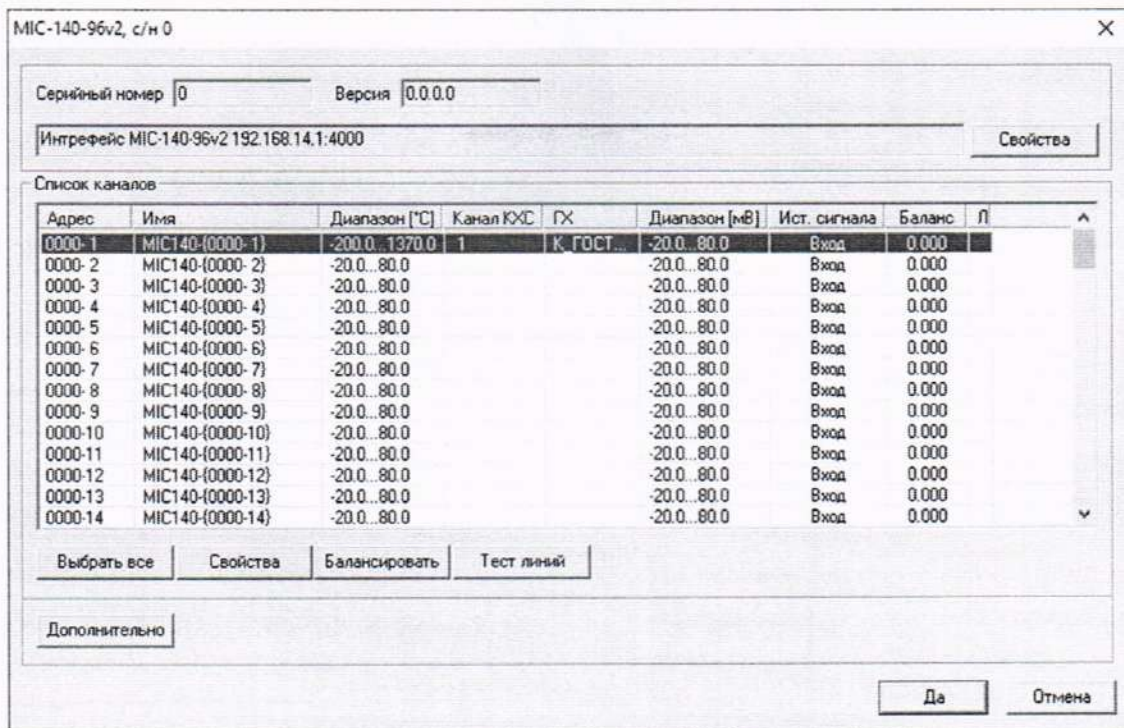 MIC-140-96v2, с/н 0
Серийный номер 0 Версия 0.0.0.0
Интрефейс MIC-140-96v2 192.168.14.1:4000 Свойства
Список каналов
Адрес Имя Диапазон [°C] Канал КХС ГХ Диапазон [мВ] Ист. сигнала Баланс Л
0000- 1 MIC140-{0000- 1} -200.0...1370.0 1 K_ГОСТ... -20.0...80.0 Вход 0.000
0000- 2 MIC140-{0000- 2} -20.0...80.0 -20.0...80.0 Вход 0.000
0000- 3 MIC140-{0000- 3} -20.0...80.0 -20.0...80.0 Вход 0.000
0000- 4 MIC140-{0000- 4} -20.0...80.0 -20.0...80.0 Вход 0.000
0000- 5 MIC140-{0000- 5} -20.0...80.0 -20.0...80.0 Вход 0.000
0000- 6 MIC140-{0000- 6} -20.0...80.0 -20.0...80.0 Вход 0.000
0000- 7 MIC140-{0000- 7} -20.0...80.0 -20.0...80.0 Вход 0.000
0000- 8 MIC140-{0000- 8} -20.0...80.0 -20.0...80.0 Вход 0.000
0000- 9 MIC140-{0000- 9} -20.0...80.0 -20.0...80.0 Вход 0.000
0000-10 MIC140-{0000-10} -20.0...80.0 -20.0...80.0 Вход 0.000
0000-11 MIC140-{0000-11} -20.0...80.0 -20.0...80.0 Вход 0.000
0000-12 MIC140-{0000-12} -20.0...80.0 -20.0...80.0 Вход 0.000
0000-13 MIC140-{0000-13} -20.0...80.0 -20.0...80.0 Вход 0.000
0000-14 MIC140-{0000-14} -20.0...80.0 -20.0...80.0 Вход 0.000
Выбрать все Свойства Балансировать Тест линий
Дополнительно
Да Отмена